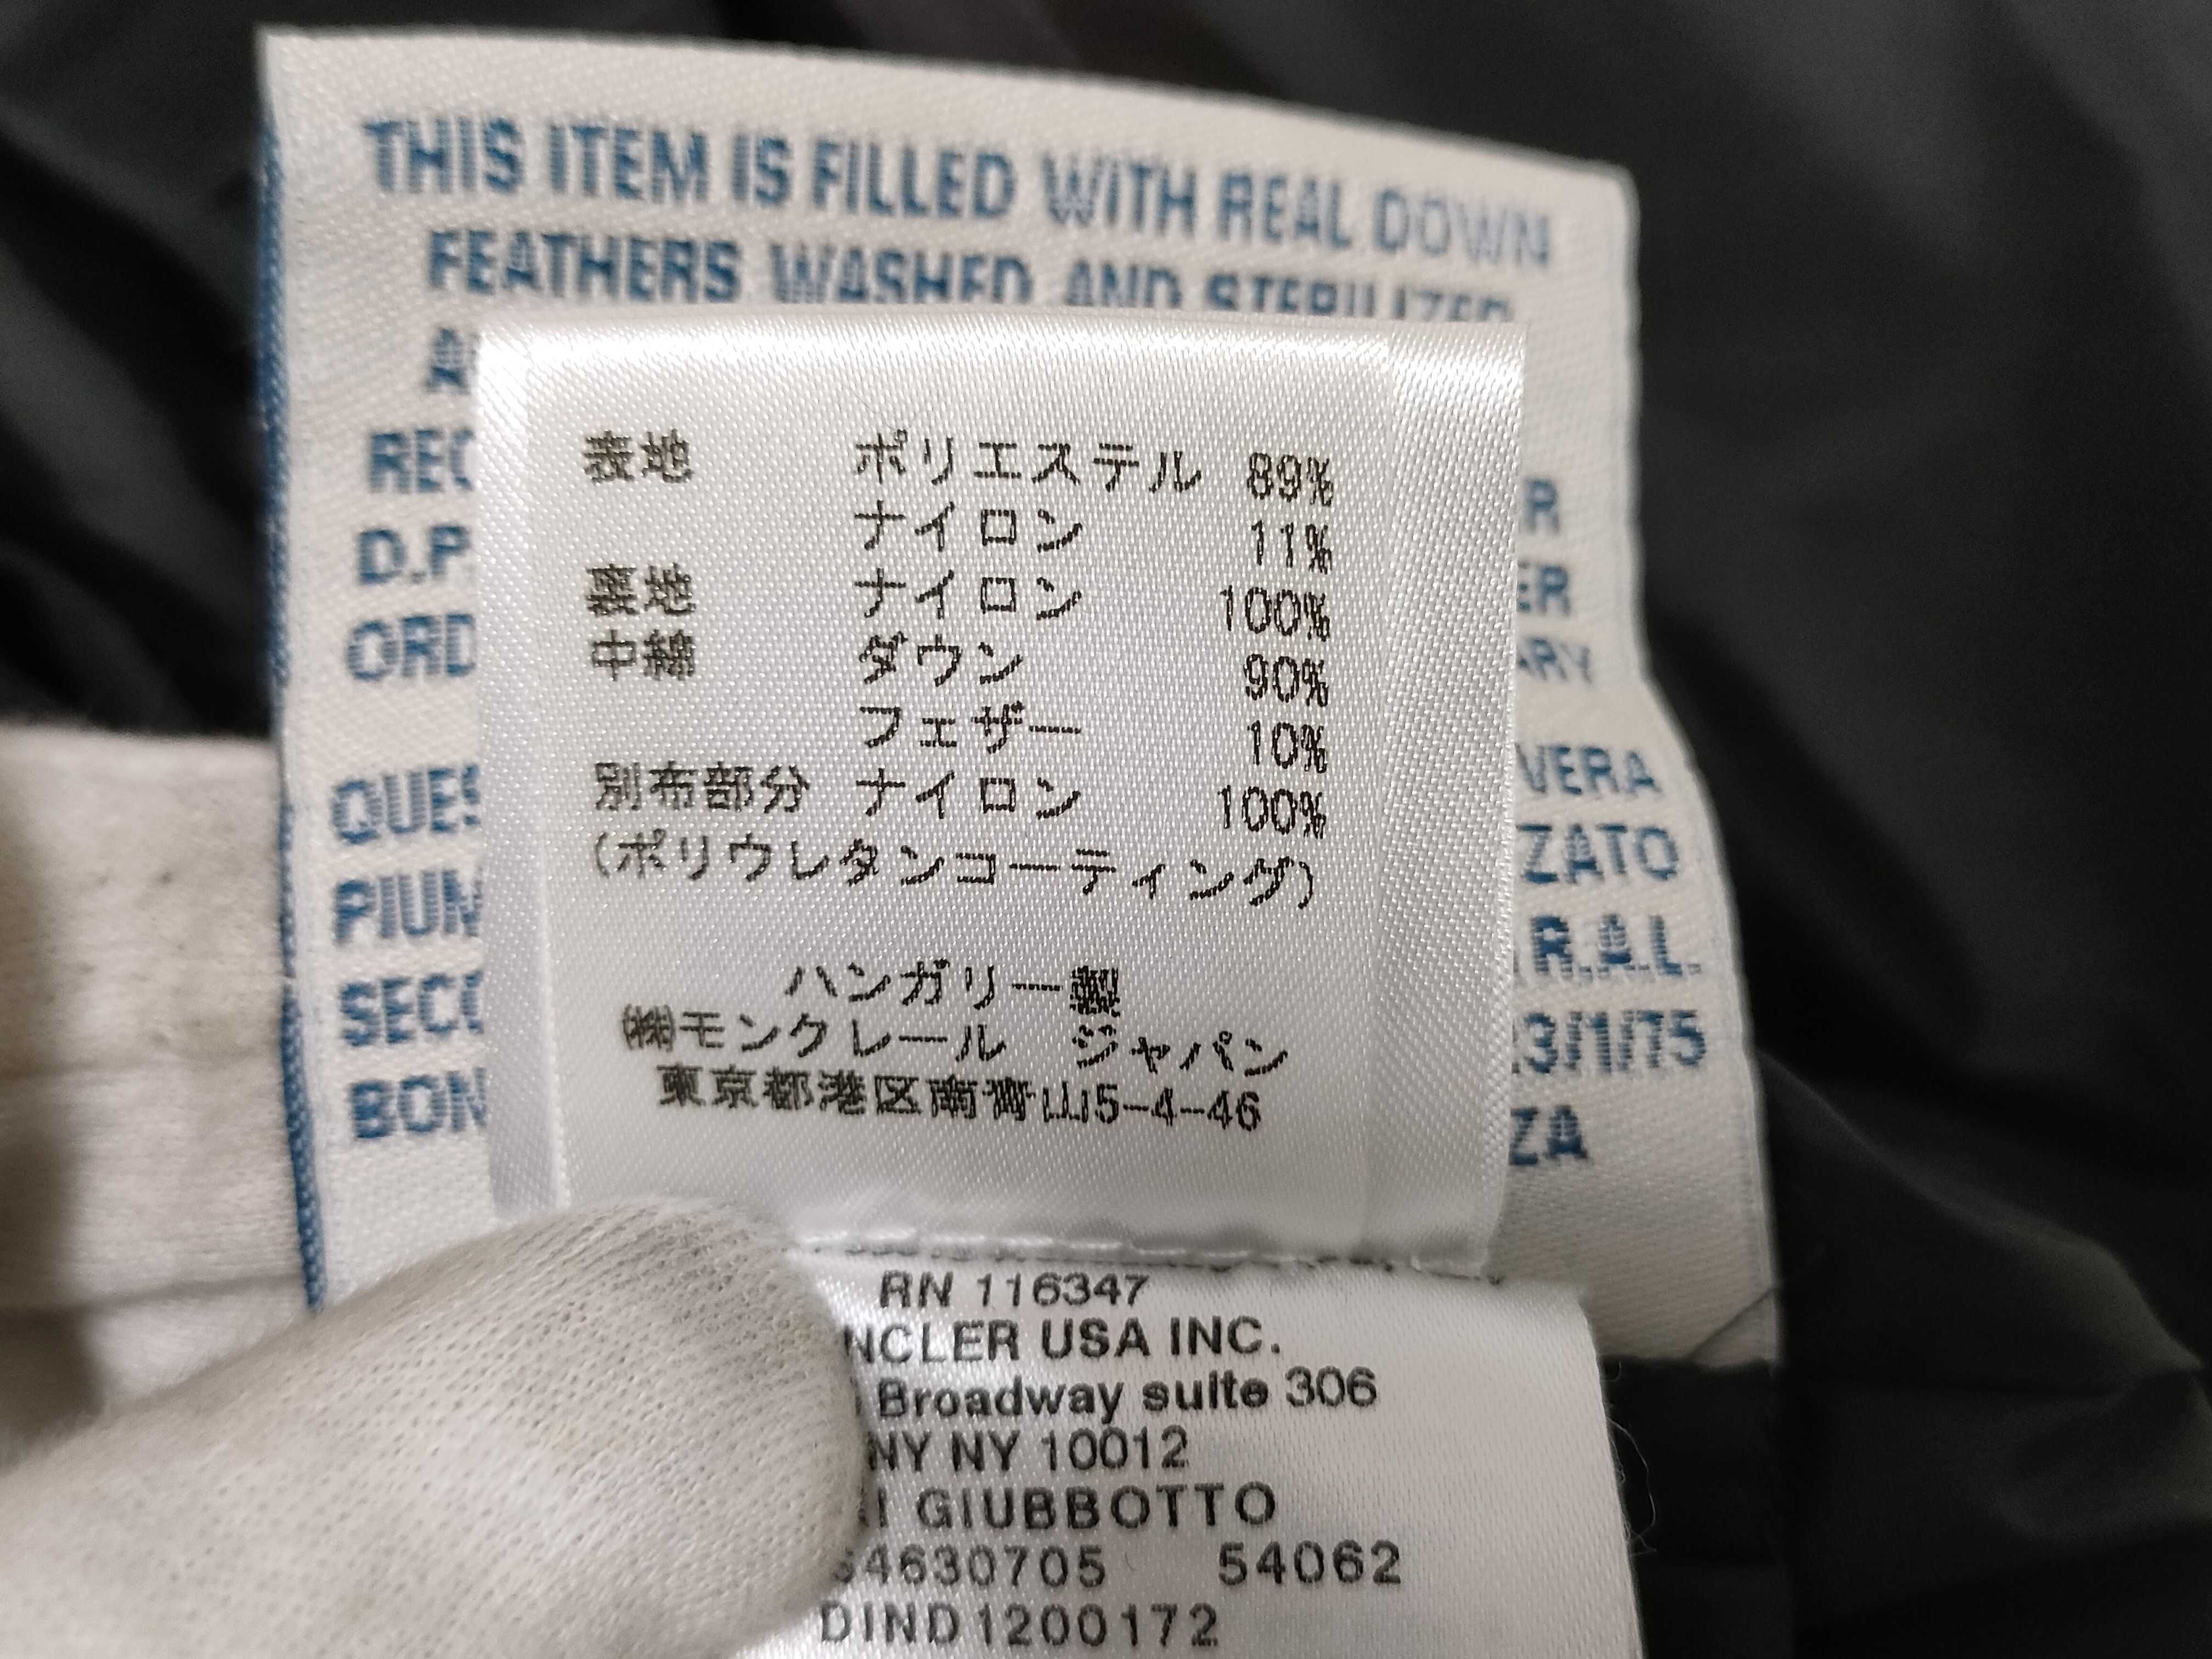 THIS ITEM IS FILLED WITH REAL DOWN
FEATHERS WASHED AND STERILIZED
表地 ポリエステル 89%
ナイロン 11%
裏地 ナイロン 100%
中綿 ダウン 90%
フェザー 10%
別布部分 ナイロン 100%
(ポリウレタンコーティング)
ハンガリー製
㈱モンクレール ジャパン
東京都港区南青山5-4-46
D.P.
R.A.L.
23/1/75
RN 116347
NCLER USA INC.
Broadway suite 306
NY NY 10012
GIUBBOTTO
4630705 54062
DIND1200172